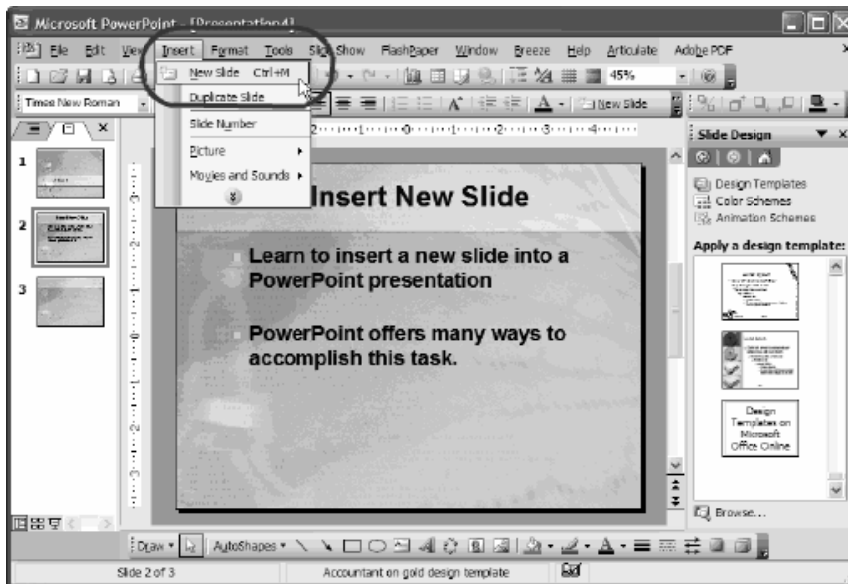 Microsoft PowerPoint - [Presentation4]
File Edit View Insert Format Tools Slide Show FlashPaper Window Breeze Help Articulate Adobe PDF
New Slide Ctrl+M
45%
Times New Roman
Duplicate Slide
New Slide
Slide Number
Picture
Movies and Sounds
Slide Design
Design Templates
Color Schemes
Animation Schemes
Apply a design template:
Design
Templates on
Microsoft
Office Online
Browse...
1
2
3
Insert New Slide
Learn to insert a new slide into a
PowerPoint presentation
PowerPoint offers many ways to
accomplish this task.
Draw AutoShapes
Slide 2 of 3 Accountant on gold design template